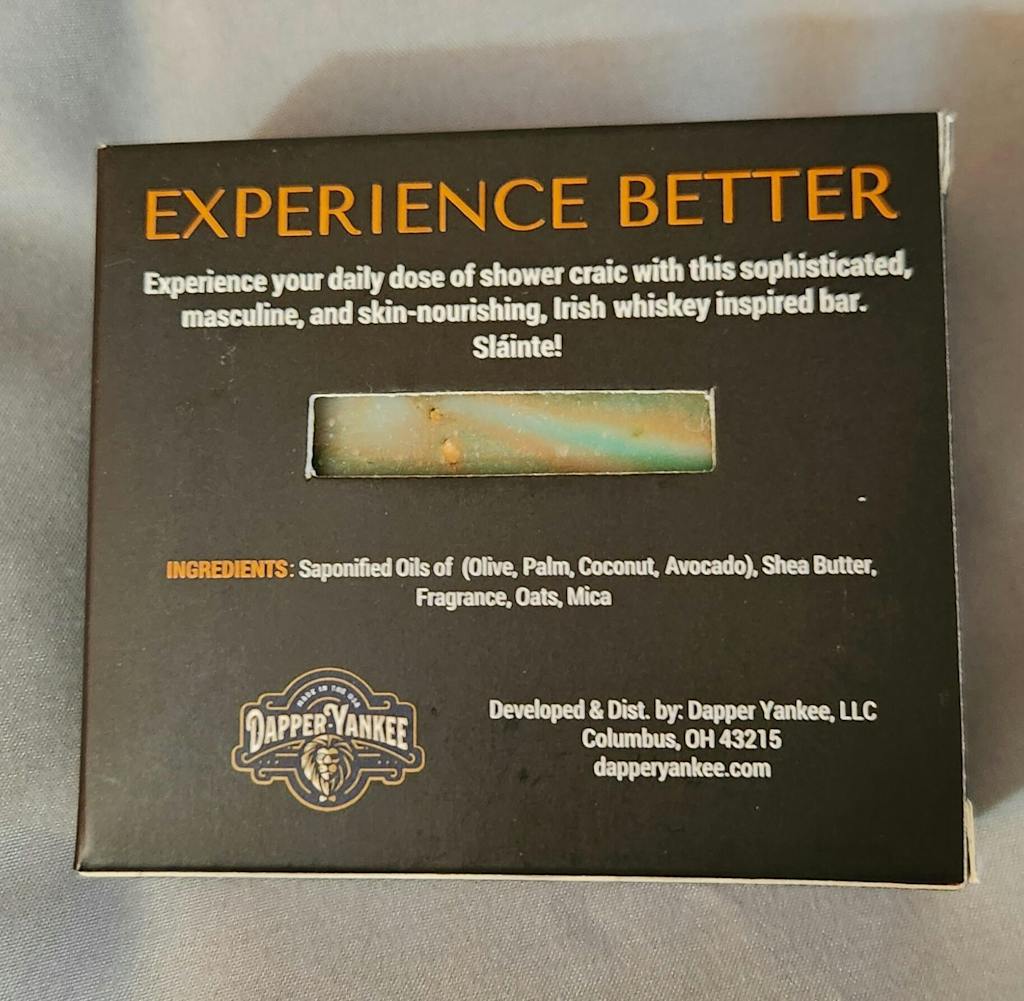 EXPERIENCE BETTER
Experience your daily dose of shower craic with this sophisticated,
masculine, and skin-nourishing, Irish whiskey inspired bar.
Sláinte!
INGREDIENTS: Saponified Oils of (Olive, Palm, Coconut, Avocado), Shea Butter,
Fragrance, Oats, Mica
MADE IN THE USA
DAPPER YANKEE
Developed & Dist. by: Dapper Yankee, LLC
Columbus, OH 43215
dapperyankee.com